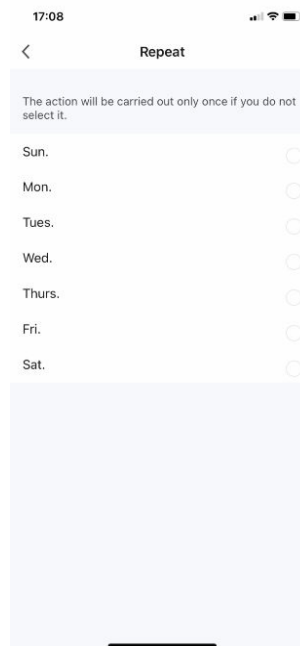 17:08
Repeat
The action will be carried out only once if you do not
select it.
Sun.
Mon.
Tues.
Wed.
Thurs.
Fri.
Sat.